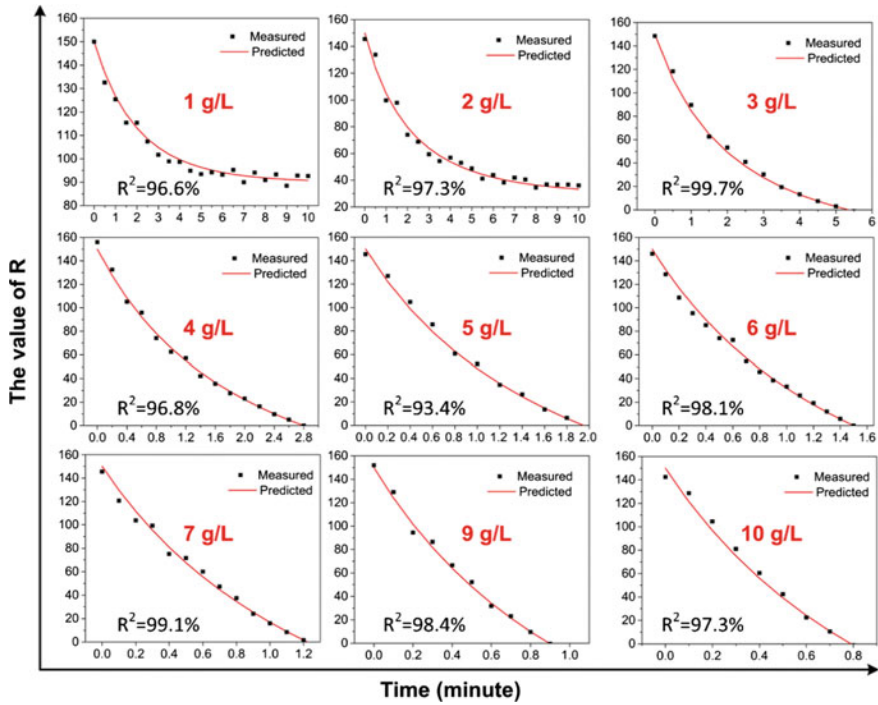 The value of R
160
150
140
130
120
110
100
90
80
Measured
Predicted
1 g/L
R²=96.6%
0 1 2 3 4 5 6 7 8 9 10
160
140
120
100
80
60
40
20
Measured
Predicted
2 g/L
R²=97.3%
0 1 2 3 4 5 6 7 8 9 10
160
140
120
100
80
60
40
20
0
Measured
Predicted
3 g/L
R²=99.7%
0 1 2 3 4 5 6
160
140
120
100
80
60
40
20
0
Measured
Predicted
4 g/L
R²=96.8%
0.0 0.4 0.8 1.2 1.6 2.0 2.4 2.8
160
140
120
100
80
60
40
20
0
Measured
Predicted
5 g/L
R²=93.4%
0.0 0.2 0.4 0.6 0.8 1.0 1.2 1.4 1.6 1.8 2.0
160
140
120
100
80
60
40
20
0
Measured
Predicted
6 g/L
R²=98.1%
0.0 0.2 0.4 0.6 0.8 1.0 1.2 1.4 1.6
160
140
120
100
80
60
40
20
0
Measured
Predicted
7 g/L
R²=99.1%
0.0 0.2 0.4 0.6 0.8 1.0 1.2
160
140
120
100
80
60
40
20
0
Measured
Predicted
9 g/L
R²=98.4%
0.0 0.2 0.4 0.6 0.8 1.0
160
140
120
100
80
60
40
20
0
Measured
Predicted
10 g/L
R²=97.3%
0.0 0.2 0.4 0.6 0.8
Time (minute)